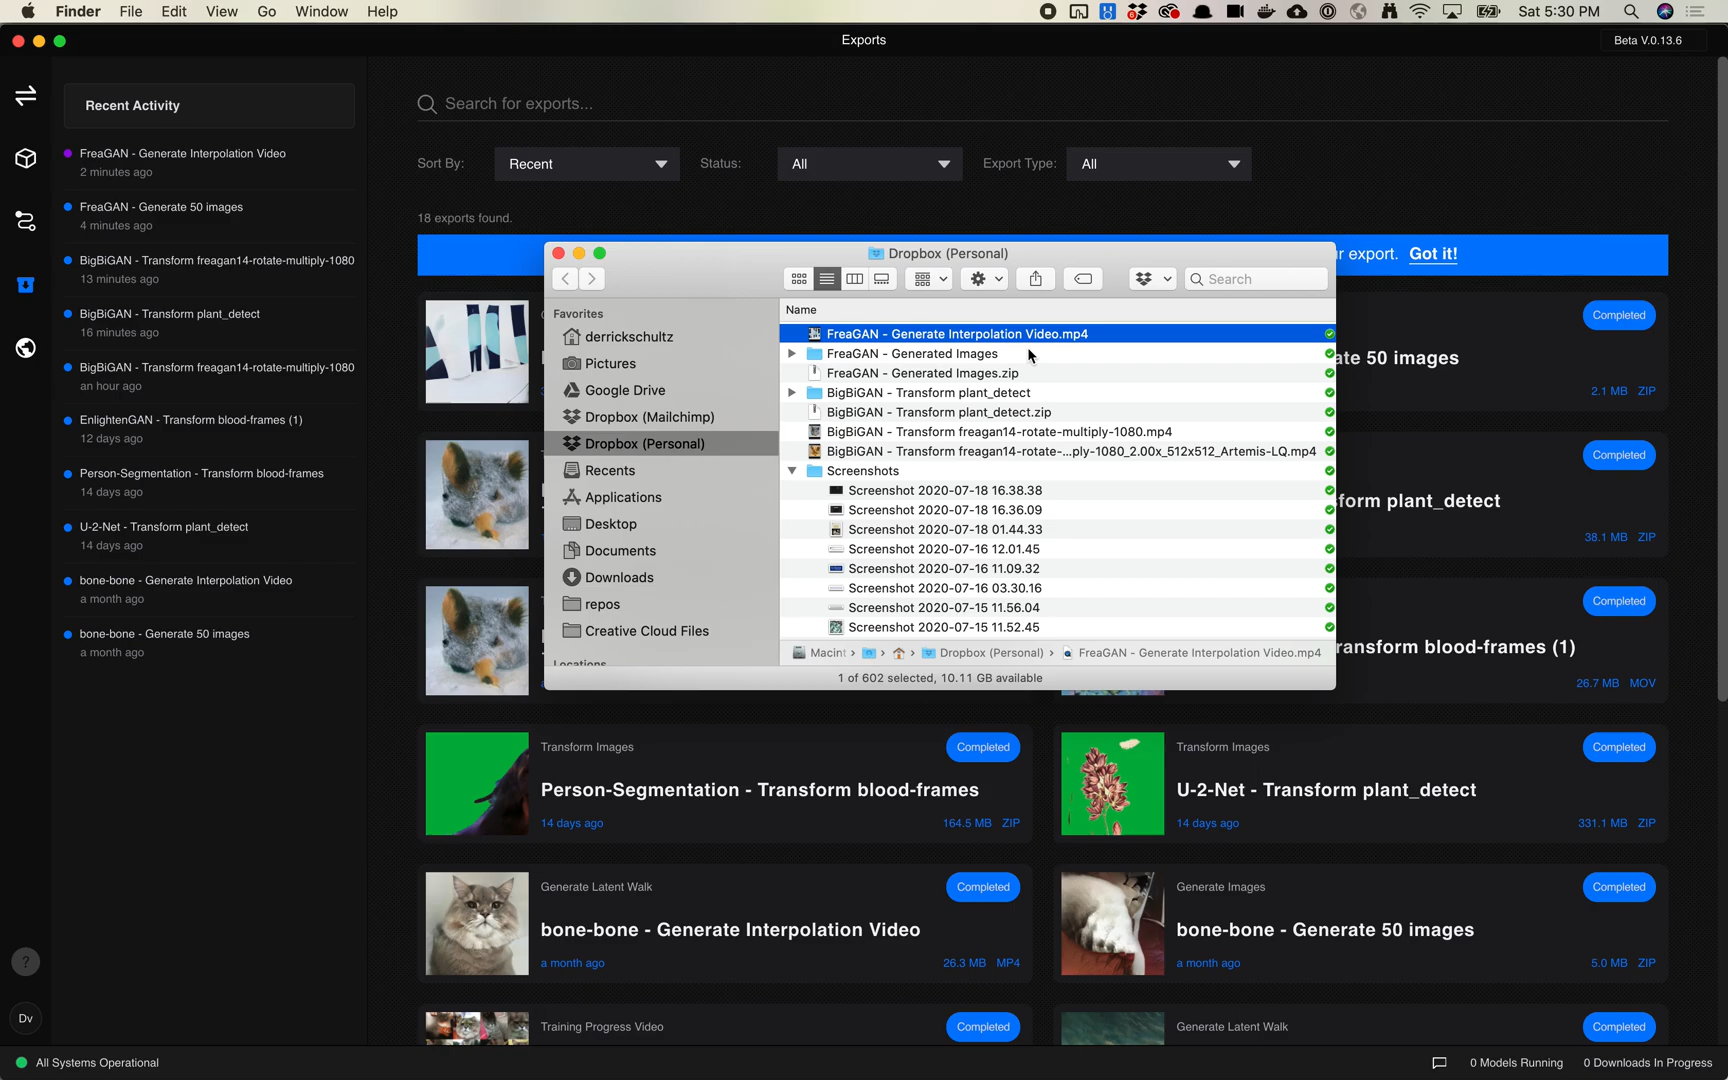 Finder File Edit View Go Window Help
Sat 5:30 PM
Exports
Beta V.0.13.6
Recent Activity
FreaGAN - Generate Interpolation Video
2 minutes ago
FreaGAN - Generate 50 images
4 minutes ago
BigBiGAN - Transform freagan14-rotate-multiply-1080
13 minutes ago
BigBiGAN - Transform plant_detect
16 minutes ago
BigBiGAN - Transform freagan14-rotate-multiply-1080
an hour ago
EnlightenGAN - Transform blood-frames (1)
12 days ago
Person-Segmentation - Transform blood-frames
14 days ago
U-2-Net - Transform plant_detect
14 days ago
bone-bone - Generate Interpolation Video
a month ago
bone-bone - Generate 50 images
a month ago
?
Dv
Search for exports...
Sort By: Recent Status: All Export Type: All
18 exports found.
r export. Got it!
Dropbox (Personal)
Search
Favorites
derrickschultz
Pictures
Google Drive
Dropbox (Mailchimp)
Dropbox (Personal)
Recents
Applications
Desktop
Documents
Downloads
repos
Creative Cloud Files
Locations
Name
FreaGAN - Generate Interpolation Video.mp4
FreaGAN - Generated Images
FreaGAN - Generated Images.zip
BigBiGAN - Transform plant_detect
BigBiGAN - Transform plant_detect.zip
BigBiGAN - Transform freagan14-rotate-multiply-1080.mp4
BigBiGAN - Transform freagan14-rotate-...ply-1080_2.00x_512x512_Artemis-LQ.mp4
Screenshots
Screenshot 2020-07-18 16.38.38
Screenshot 2020-07-18 16.36.09
Screenshot 2020-07-18 01.44.33
Screenshot 2020-07-16 12.01.45
Screenshot 2020-07-16 11.09.32
Screenshot 2020-07-16 03.30.16
Screenshot 2020-07-15 11.56.04
Screenshot 2020-07-15 11.52.45
Macint › › › Dropbox (Personal) › FreaGAN - Generate Interpolation Video.mp4
1 of 602 selected, 10.11 GB available
Completed
ate 50 images
2.1 MB ZIP
Completed
form plant_detect
38.1 MB ZIP
Completed
ransform blood-frames (1)
26.7 MB MOV
Transform Images
Completed
Person-Segmentation - Transform blood-frames
14 days ago
164.5 MB ZIP
Transform Images
Completed
U-2-Net - Transform plant_detect
14 days ago
331.1 MB ZIP
Generate Latent Walk
Completed
bone-bone - Generate Interpolation Video
a month ago
26.3 MB MP4
Generate Images
Completed
bone-bone - Generate 50 images
a month ago
5.0 MB ZIP
Training Progress Video
Completed
Generate Latent Walk
Completed
All Systems Operational
0 Models Running
0 Downloads In Progress